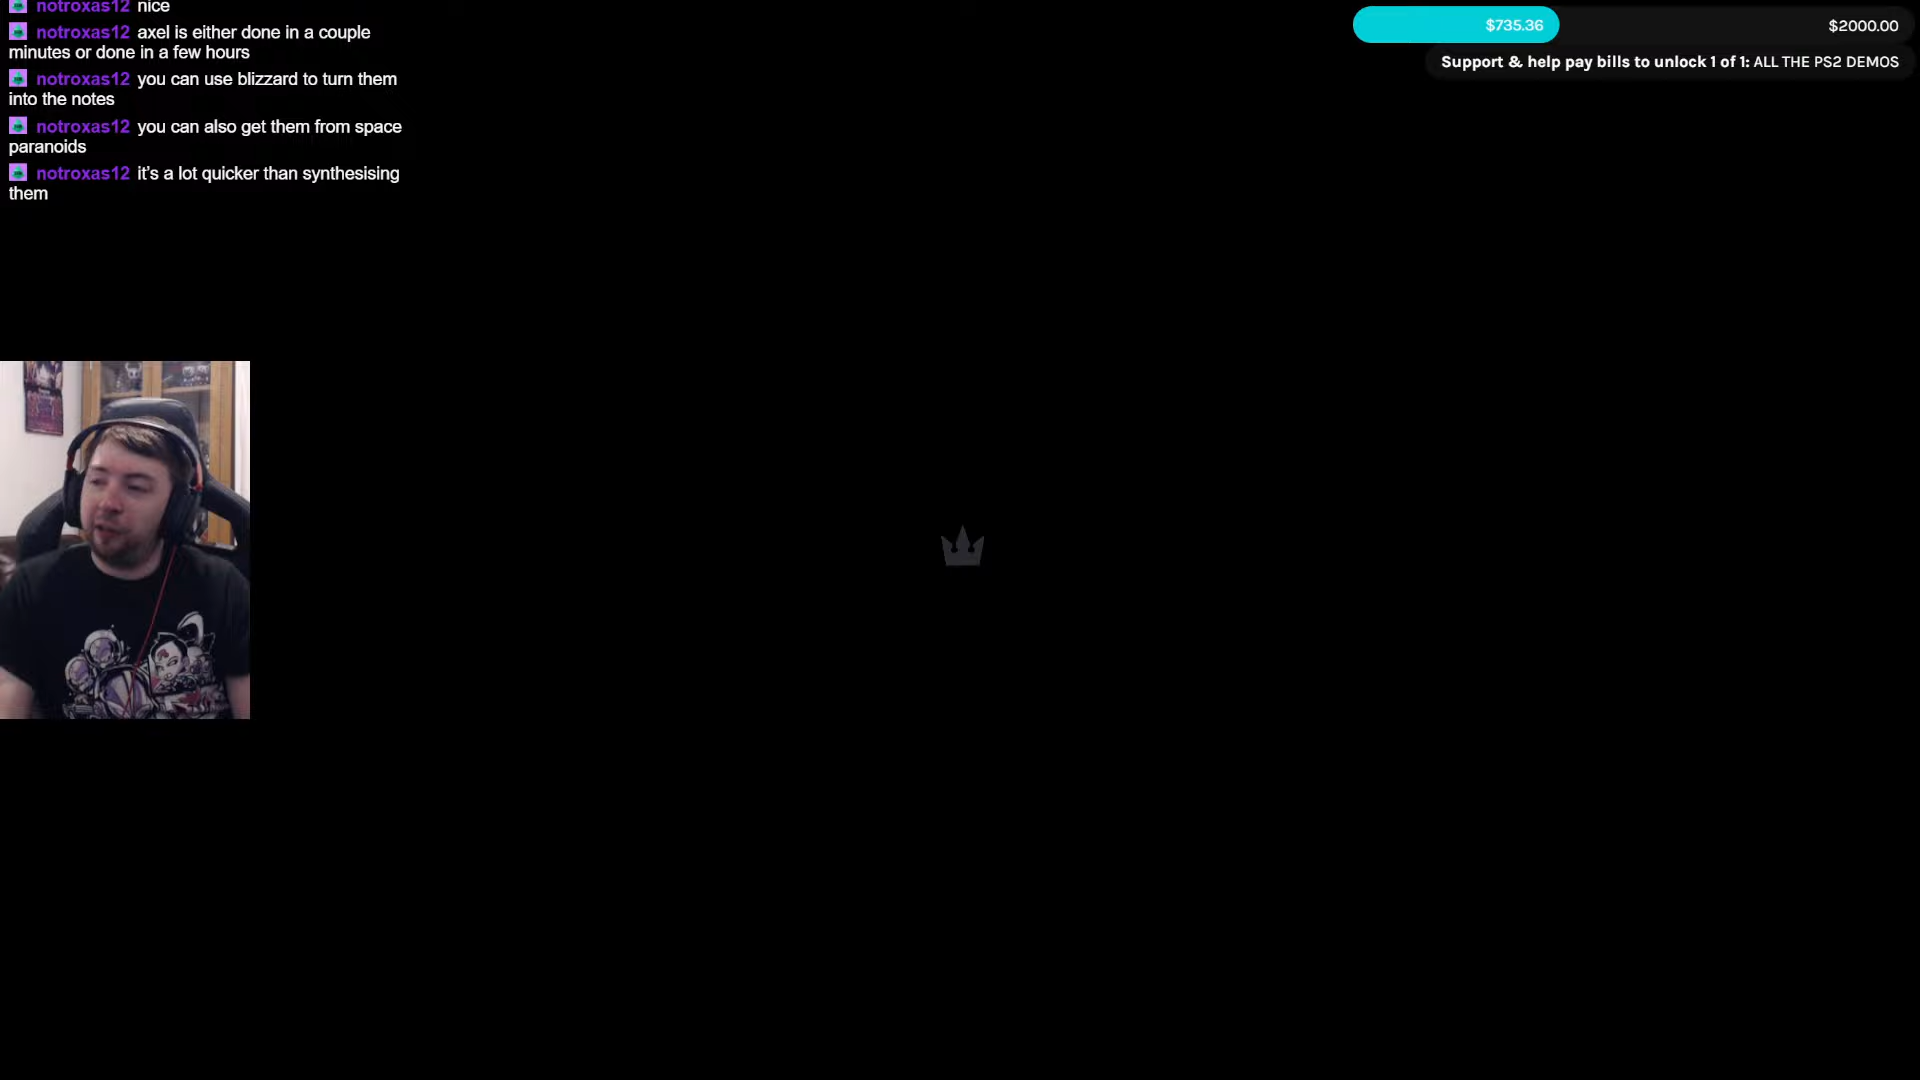 notroxas12 nice
notroxas12 axel is either done in a couple
minutes or done in a few hours
notroxas12 you can use blizzard to turn them
into the notes
notroxas12 you can also get them from space
paranoids
notroxas12 it's a lot quicker than synthesising
them
$735.36 $2000.00
Support & help pay bills to unlock 1 of 1: ALL THE PS2 DEMOS